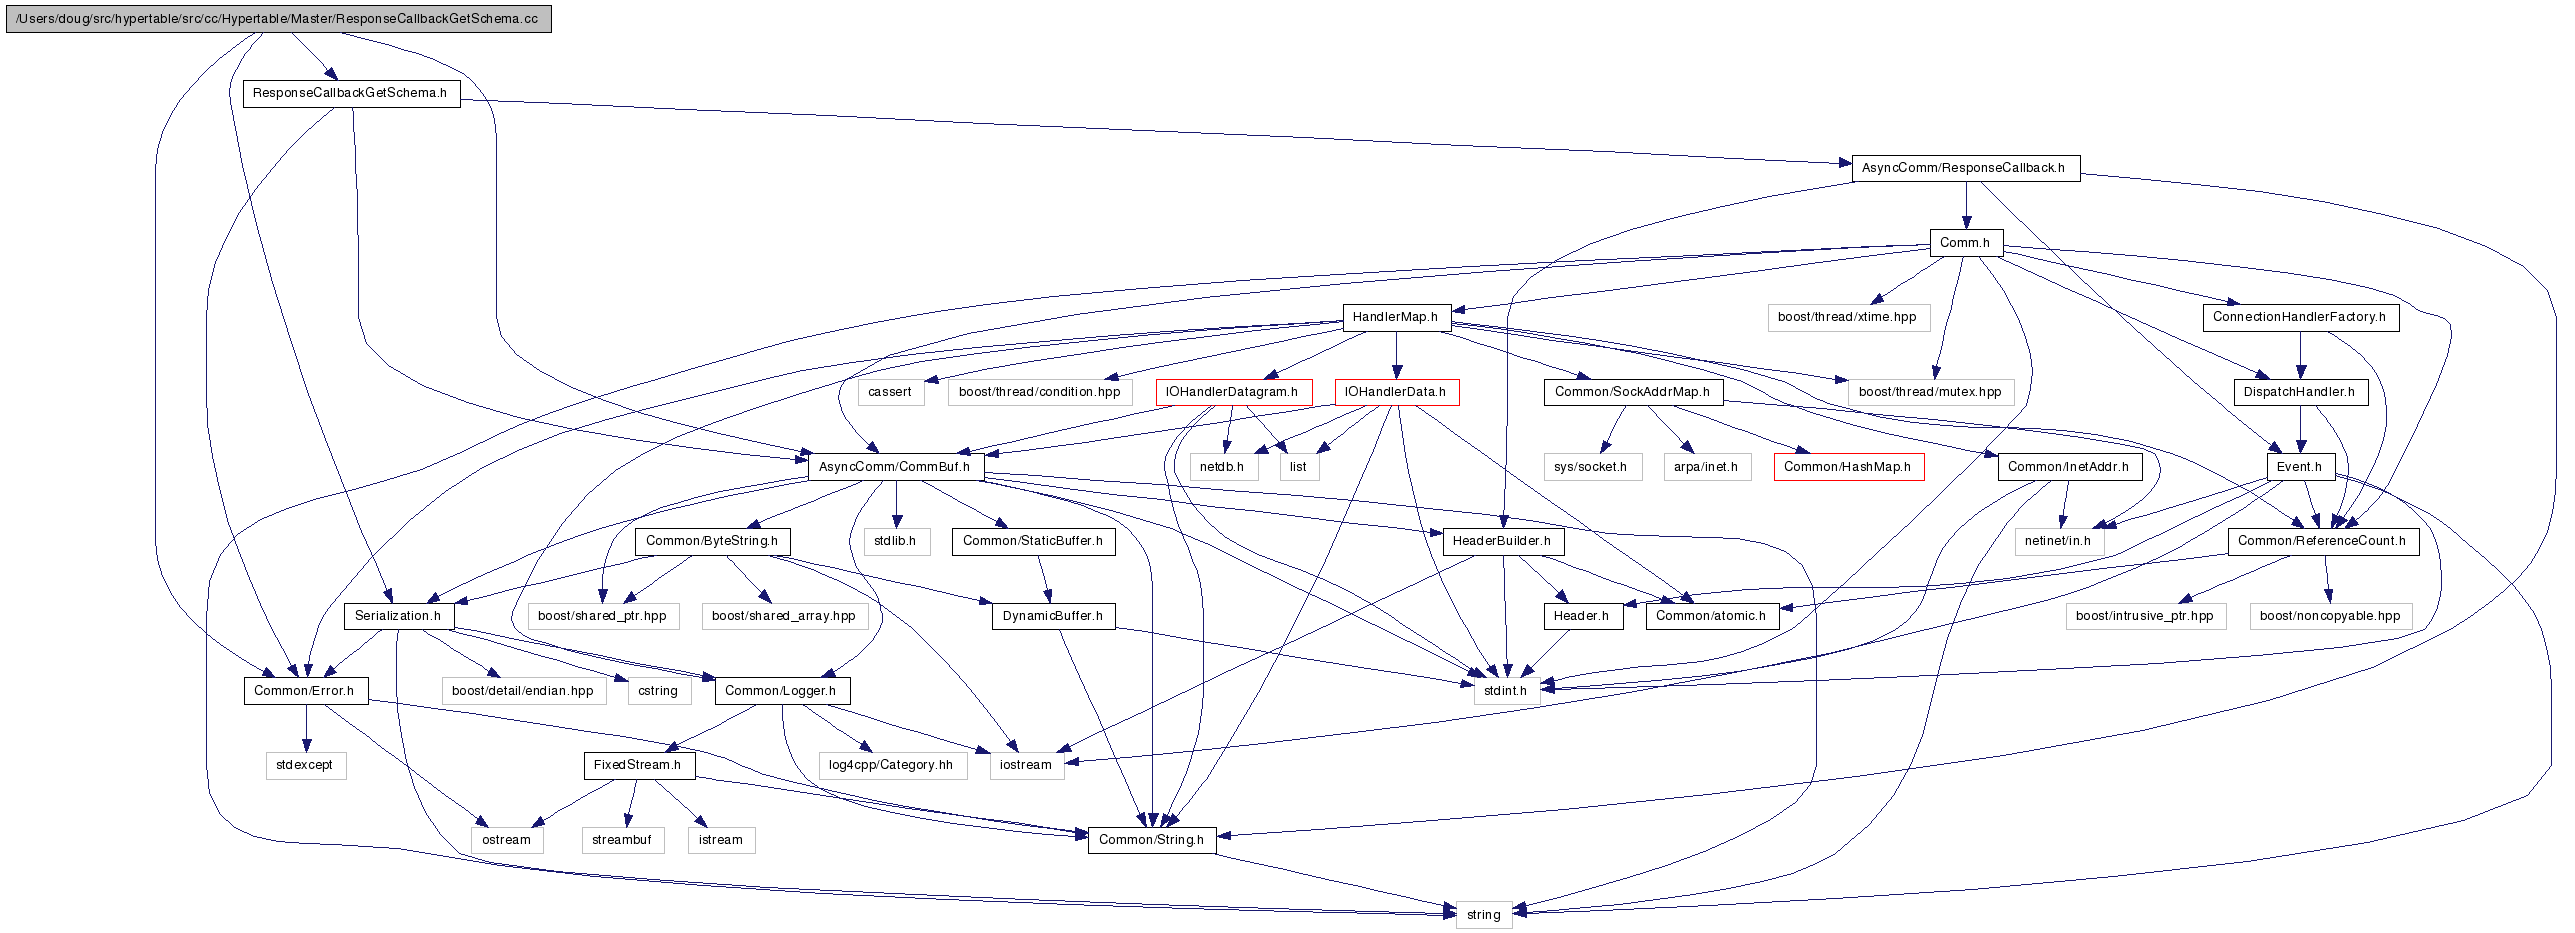 /Users/doug/src/hypertable/src/cc/Hypertable/Master/ResponseCallbackGetSchema.cc
ResponseCallbackGetSchema.h
AsyncComm/ResponseCallback.h
Comm.h
HandlerMap.h
boost/thread/xtime.hpp
ConnectionHandlerFactory.h
cassert
boost/thread/condition.hpp
IOHandlerDatagram.h
IOHandlerData.h
Common/SockAddrMap.h
boost/thread/mutex.hpp
DispatchHandler.h
AsyncComm/CommBuf.h
netdb.h
list
sys/socket.h
arpa/inet.h
Common/HashMap.h
Common/InetAddr.h
Event.h
Common/ByteString.h
stdlib.h
Common/StaticBuffer.h
HeaderBuilder.h
netinet/in.h
Common/ReferenceCount.h
Serialization.h
boost/shared_ptr.hpp
boost/shared_array.hpp
DynamicBuffer.h
Header.h
Common/atomic.h
boost/intrusive_ptr.hpp
boost/noncopyable.hpp
Common/Error.h
boost/detail/endian.hpp
cstring
Common/Logger.h
stdint.h
stdexcept
FixedStream.h
log4cpp/Category.hh
iostream
ostream
streambuf
istream
Common/String.h
string